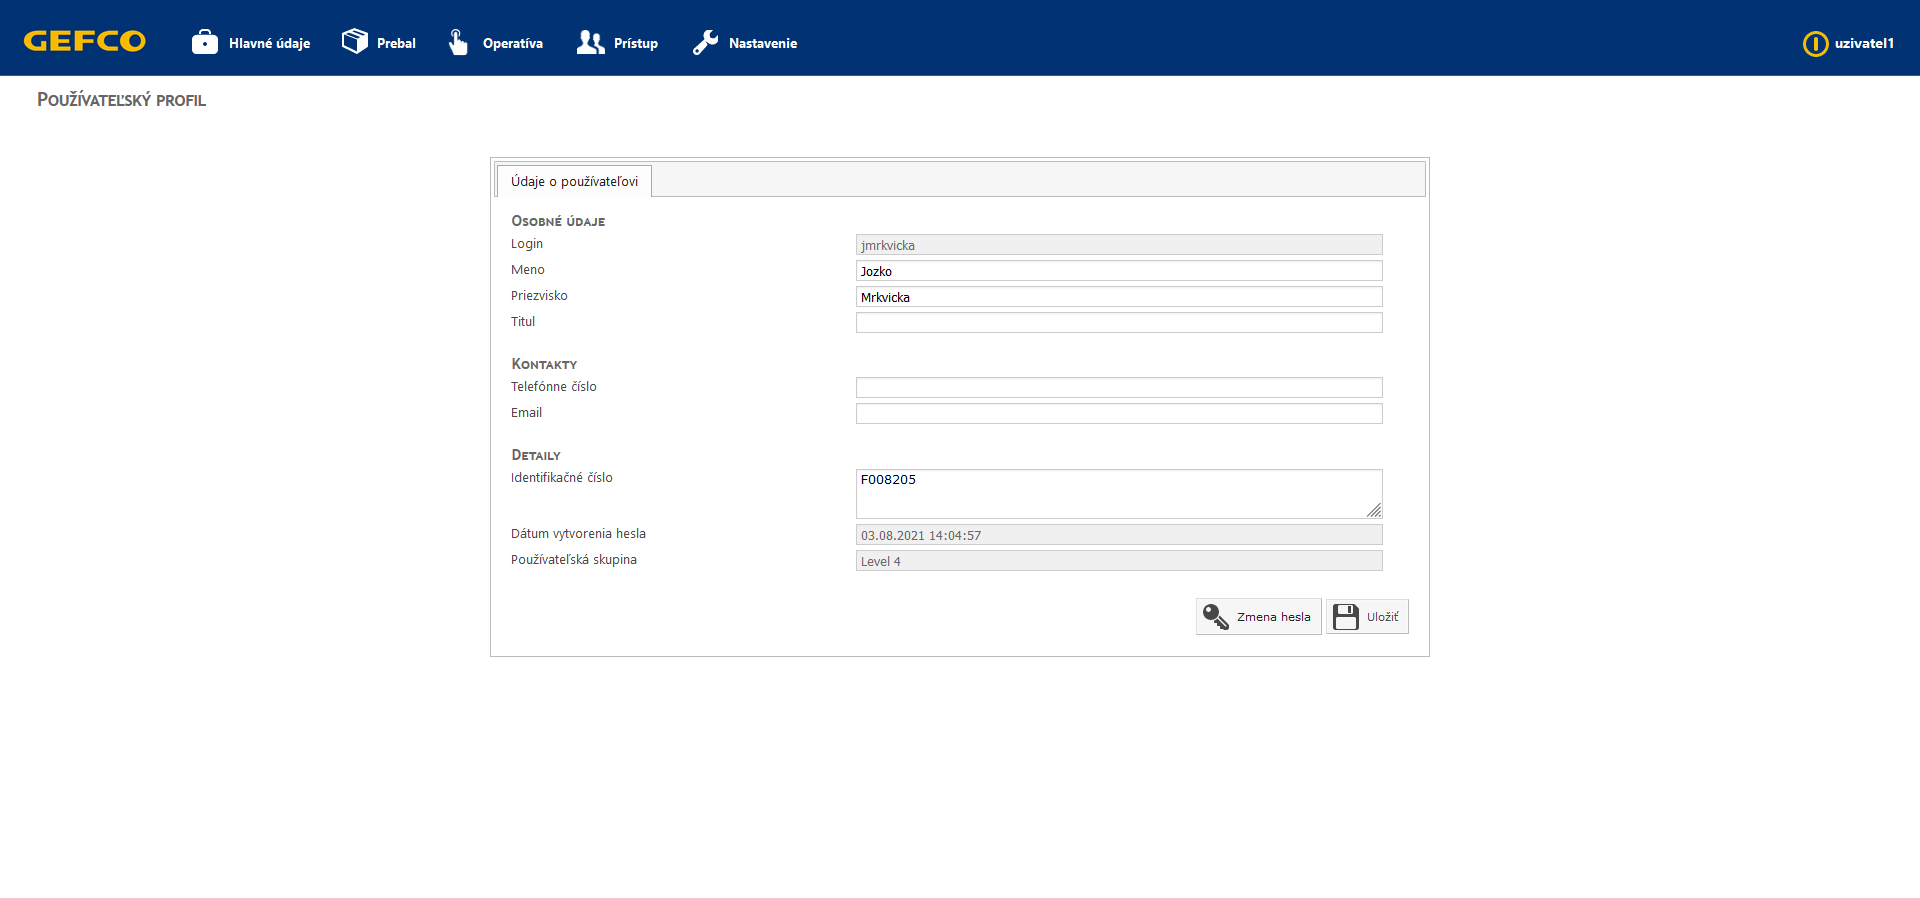 GEFCO Hlavné údaje Prebal Operatíva Prístup Nastavenie uzivatel1
Používateľský profil
Údaje o používateľovi
Osobné údaje
Login jmrkvicka
Meno Jozko
Priezvisko Mrkvicka
Titul
Kontakty
Telefónne číslo
Email
Detaily
Identifikačné číslo F008205
Dátum vytvorenia hesla 03.08.2021 14:04:57
Používateľská skupina Level 4
Zmena hesla Uložiť